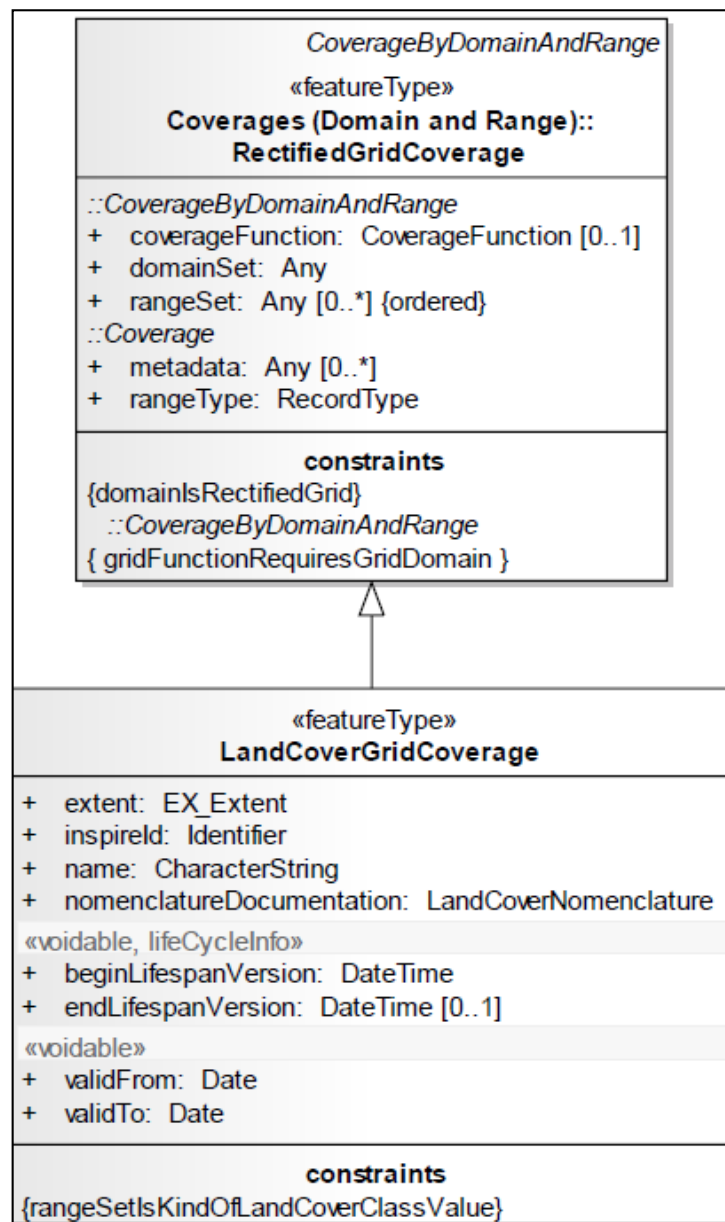 CoverageByDomainAndRange
«featureType»
Coverages (Domain and Range)::
RectifiedGridCoverage
::CoverageByDomainAndRange
+ coverageFunction: CoverageFunction [0..1]
+ domainSet: Any
+ rangeSet: Any [0..*] {ordered}
::Coverage
+ metadata: Any [0..*]
+ rangeType: RecordType
constraints
{domainIsRectifiedGrid}
::CoverageByDomainAndRange
{ gridFunctionRequiresGridDomain }
«featureType»
LandCoverGridCoverage
+ extent: EX_Extent
+ inspireId: Identifier
+ name: CharacterString
+ nomenclatureDocumentation: LandCoverNomenclature
«voidable, lifeCycleInfo»
+ beginLifespanVersion: DateTime
+ endLifespanVersion: DateTime [0..1]
«voidable»
+ validFrom: Date
+ validTo: Date
constraints
{rangeSetIsKindOfLandCoverClassValue}